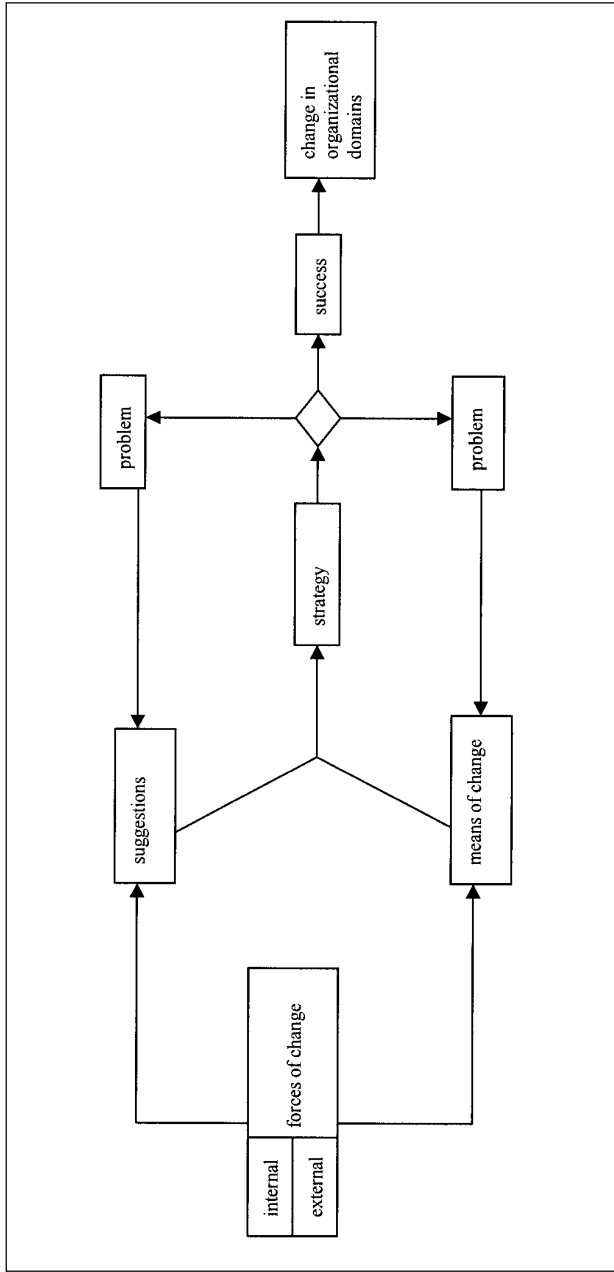 internal
external
forces of change
suggestions
means of change
strategy
problem
problem
success
change in
organizational
domains